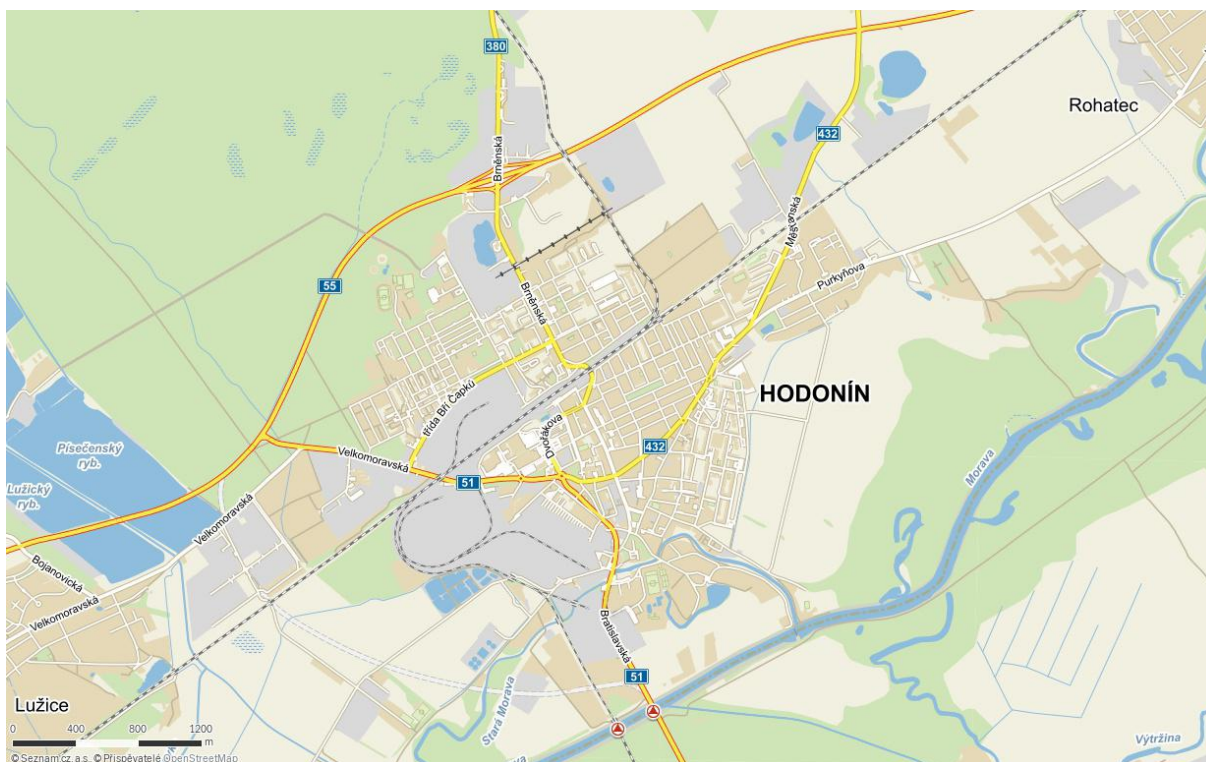 380
Rohatec
432
Brněnská
Měšťanská
Purkyňova
55
Brněnská
HODONÍN
třída Bří Čapků
Dvořákova
Písečenský
ryb.
432
Velkomoravská
Morava
51
Lužický
ryb.
Velkomoravská
Bojanovická
Velkomoravská
Bratislavská
51
Stará Morava
Lužice
Výtržina
0 400 800 1200
m
© Seznam.cz, a.s. © Přispěvatelé OpenStreetMap